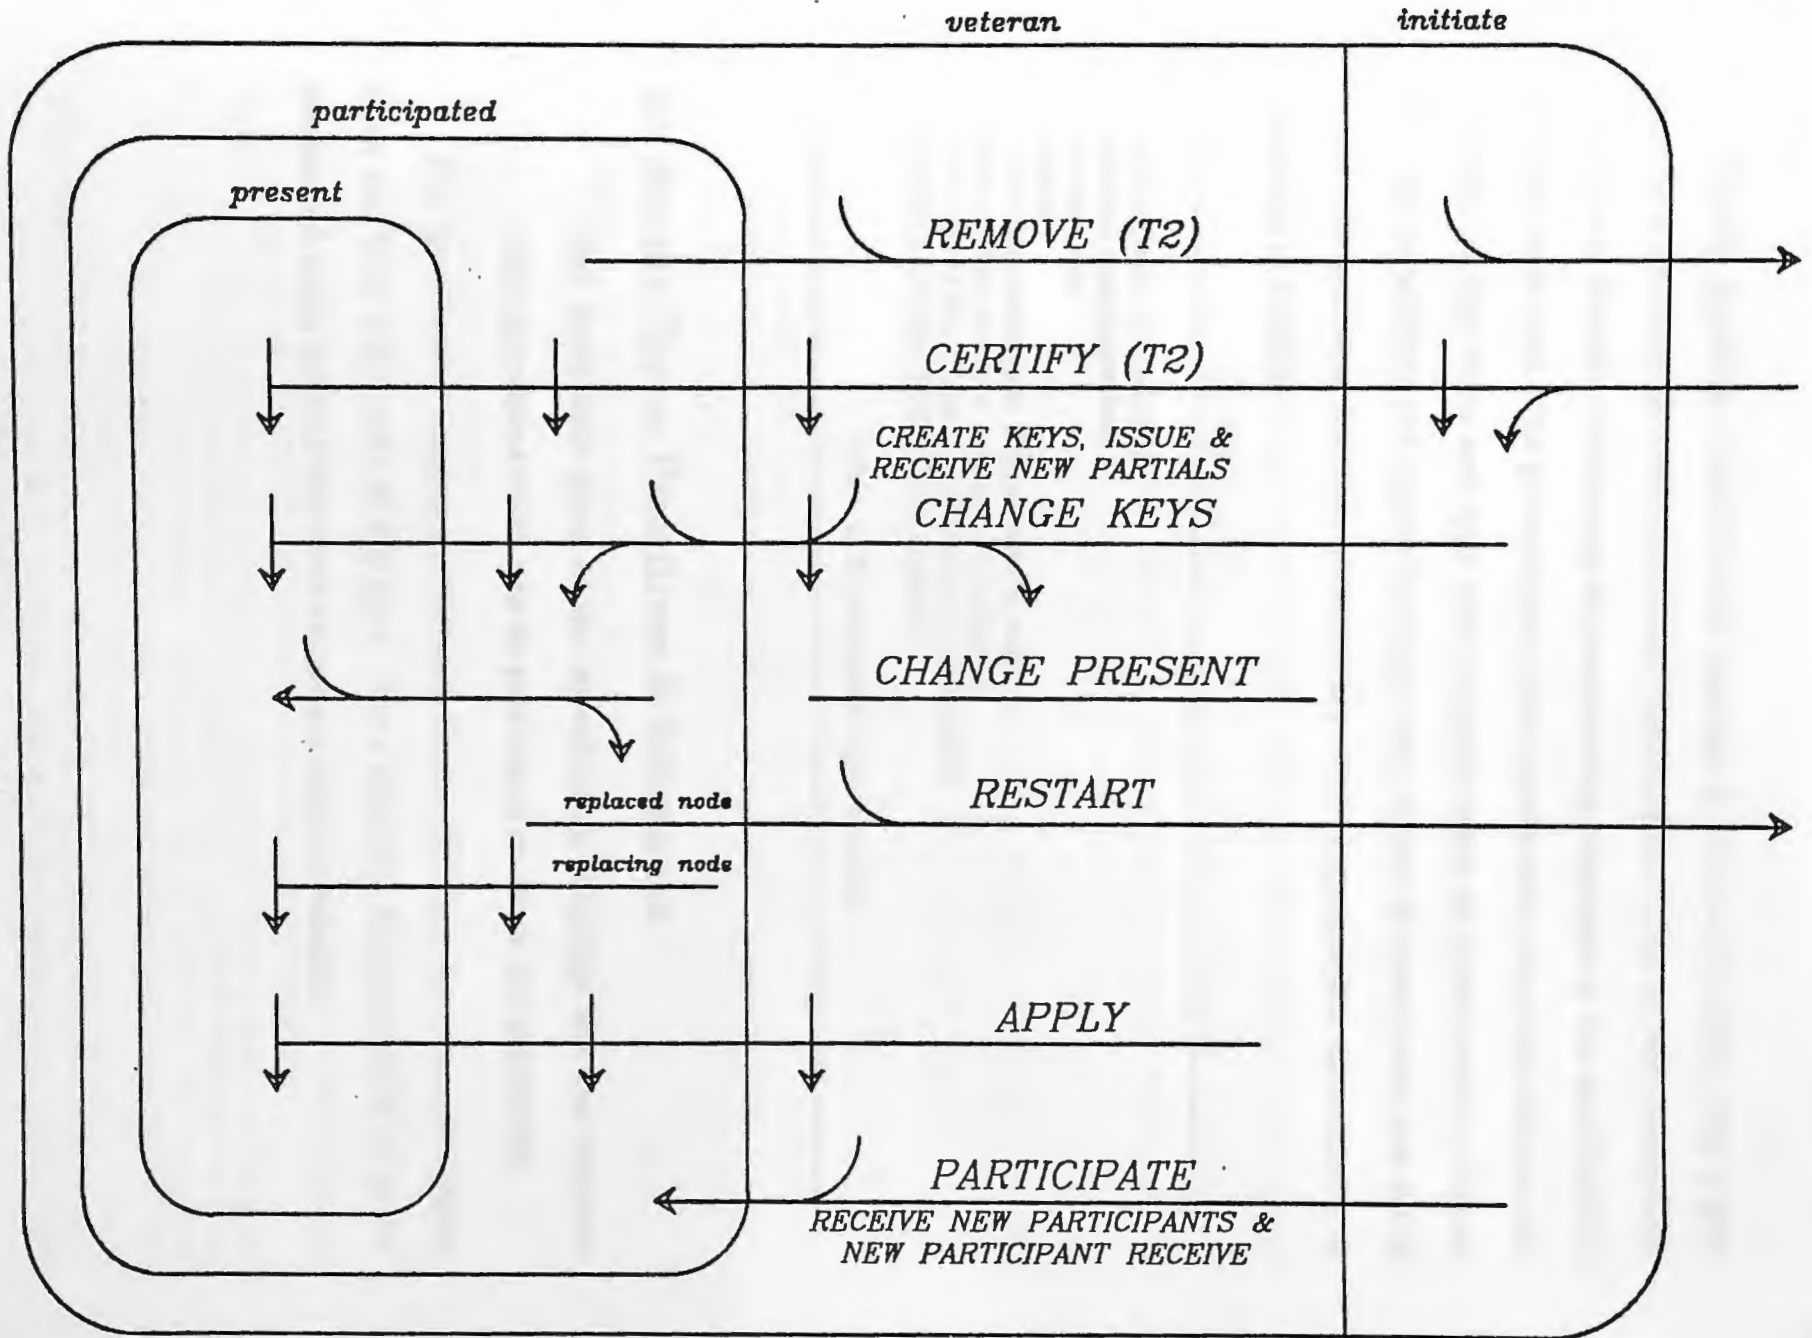 veteran
initiate
participated
present
REMOVE (T2)
CERTIFY (T2)
CREATE KEYS, ISSUE &
RECEIVE NEW PARTIALS
CHANGE KEYS
CHANGE PRESENT
RESTART
replaced node
replacing node
APPLY
PARTICIPATE
RECEIVE NEW PARTICIPANTS &
NEW PARTICIPANT RECEIVE